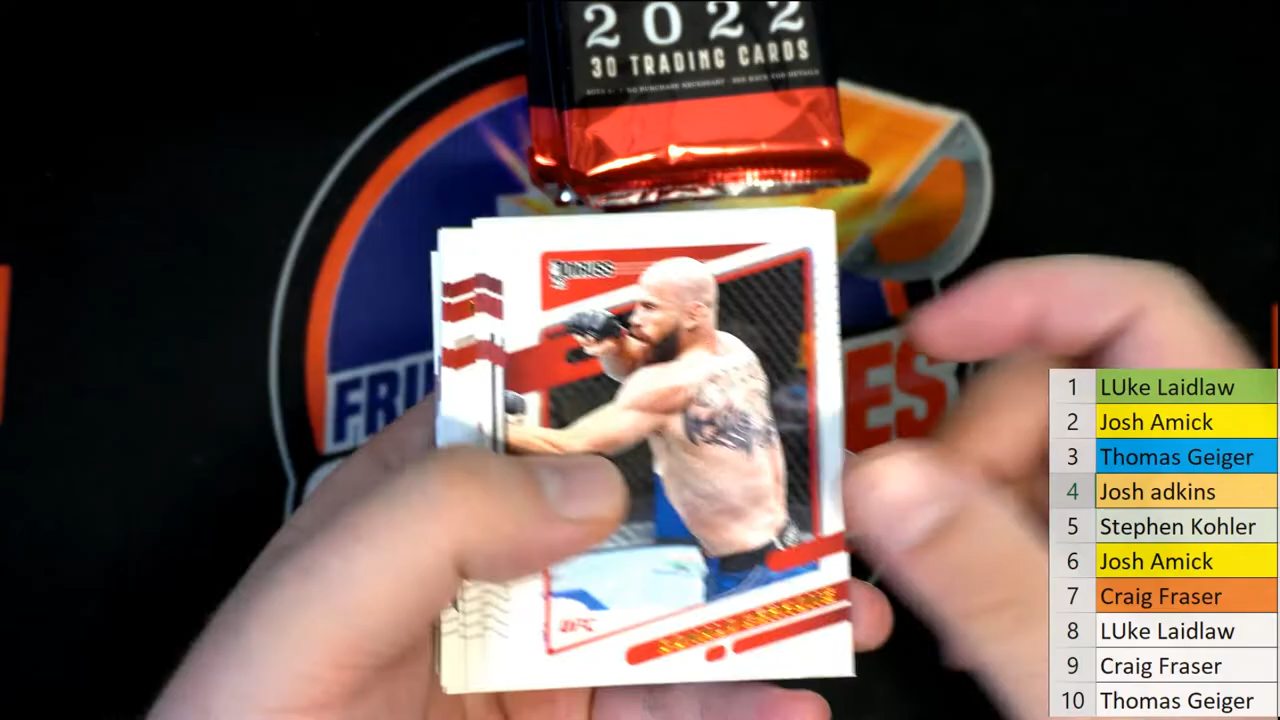 2022
30 TRADING CARDS
DONRUSS
UFC
FRI
ES
1 LUke Laidlaw
2 Josh Amick
3 Thomas Geiger
4 Josh adkins
5 Stephen Kohler
6 Josh Amick
7 Craig Fraser
8 LUke Laidlaw
9 Craig Fraser
10 Thomas Geiger